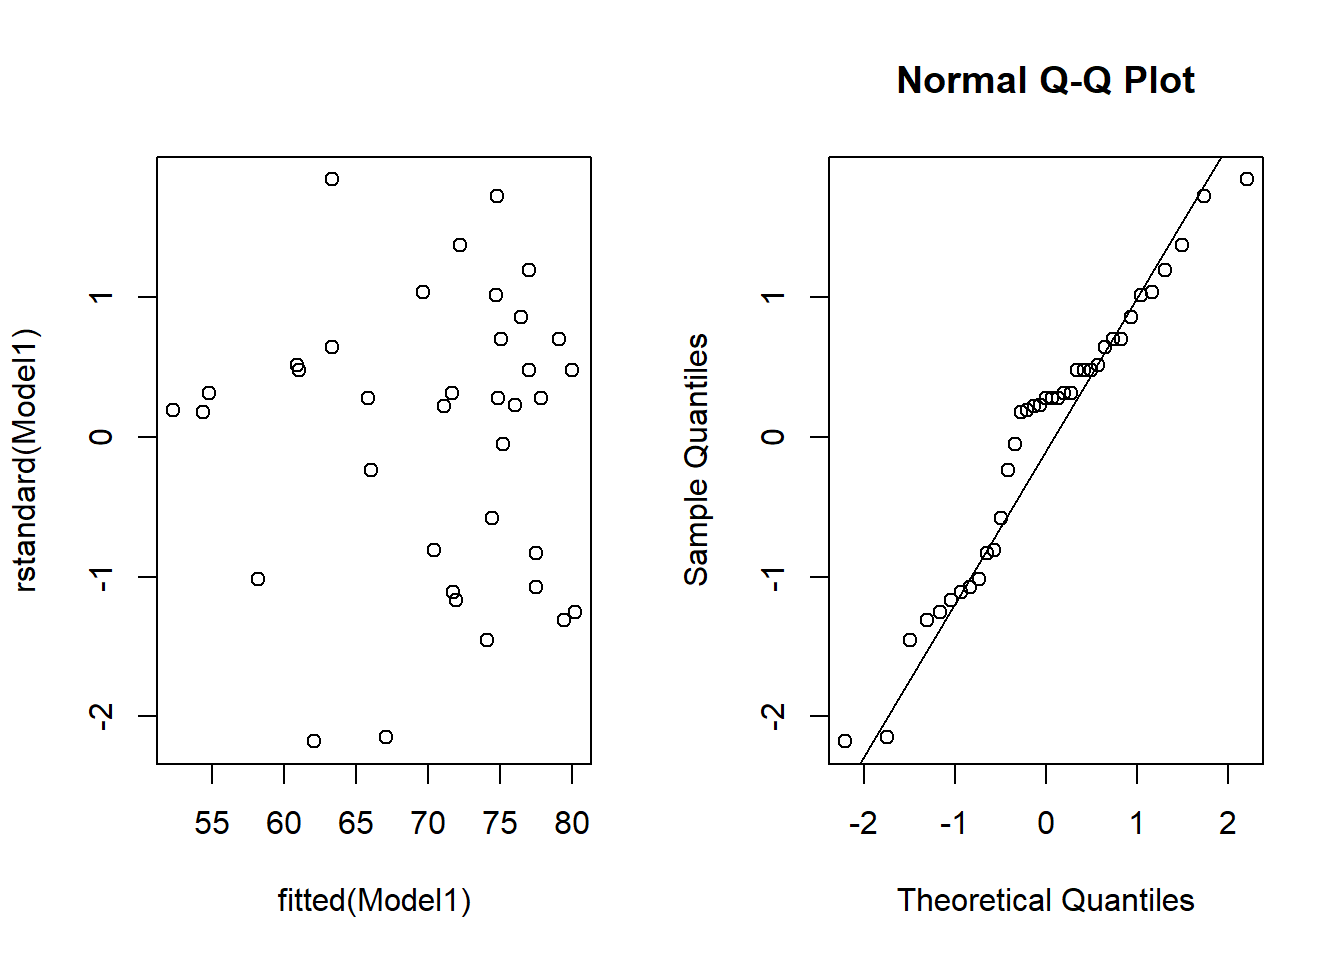 rstandard(Model1)
1
0
-1
-2
55 60 65 70 75 80
fitted(Model1)
Normal Q-Q Plot
Sample Quantiles
1
0
-1
-2
-2 -1 0 1 2
Theoretical Quantiles